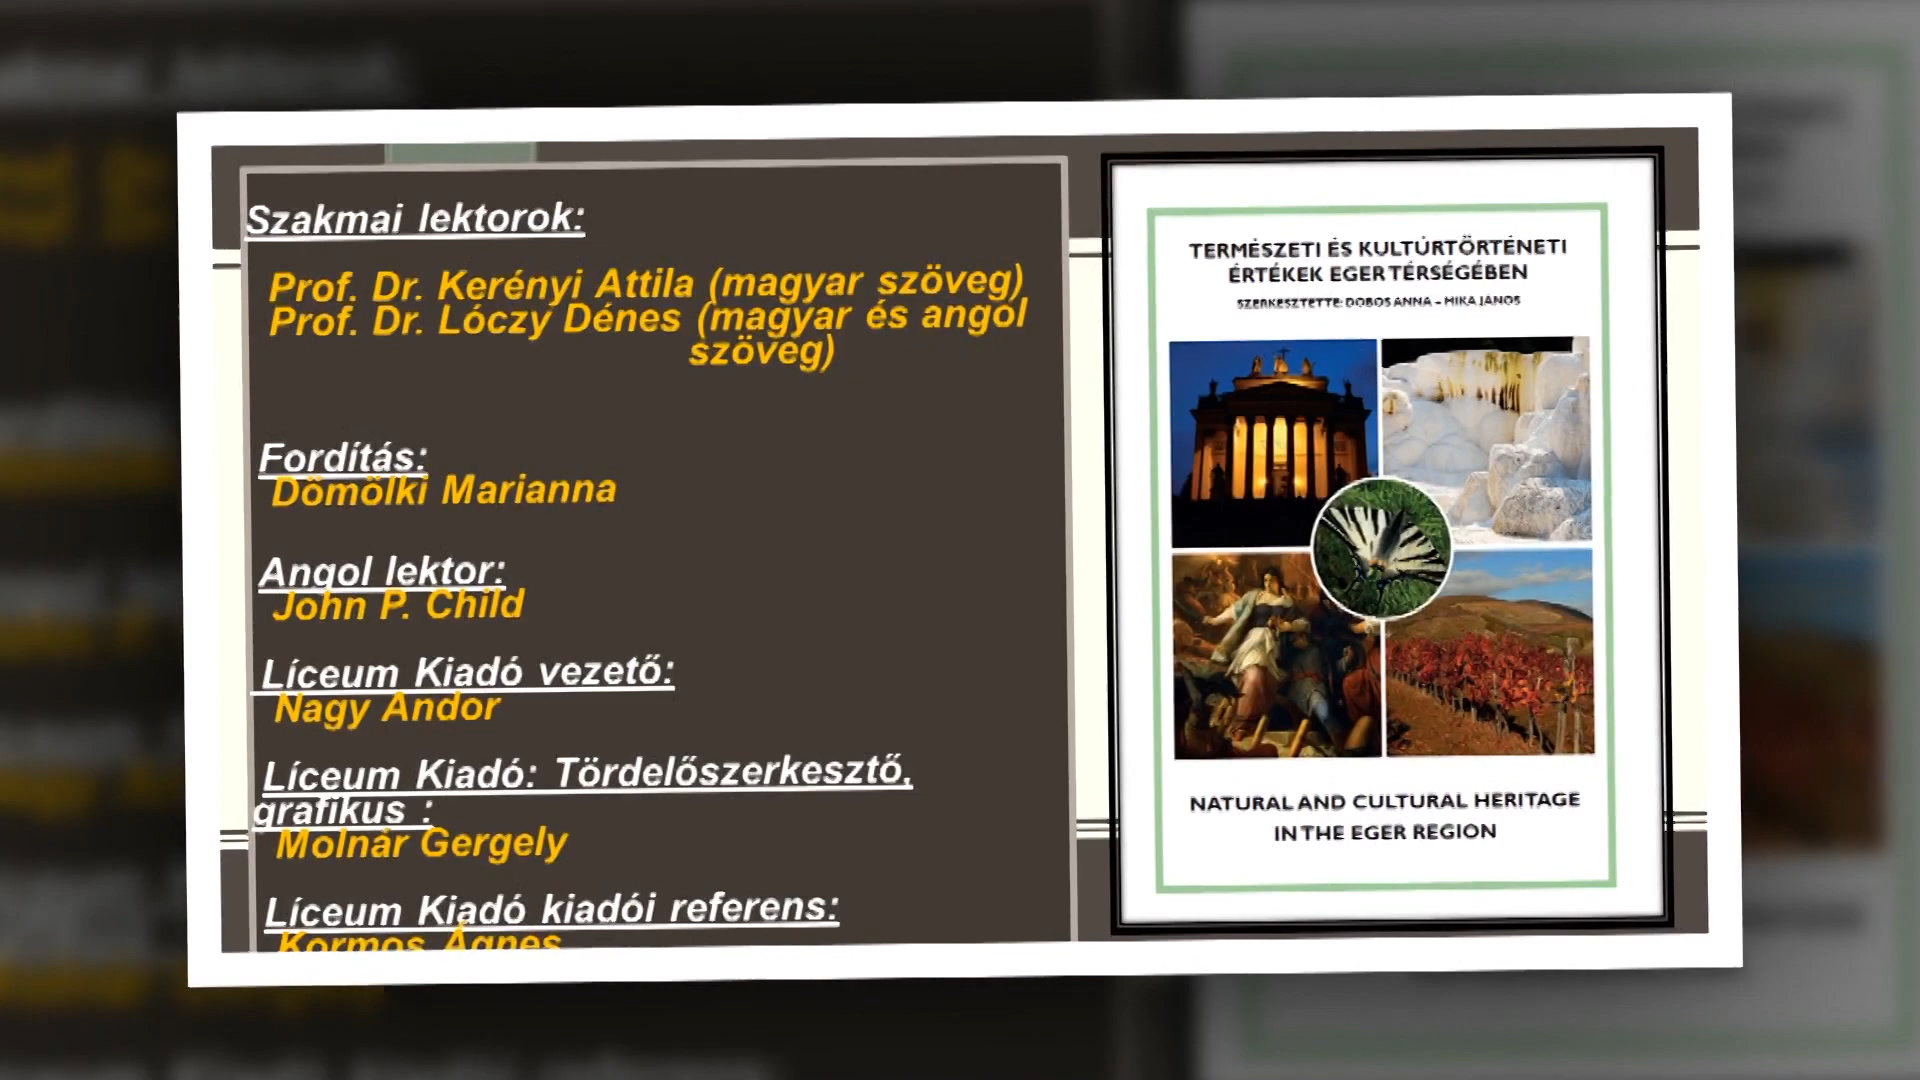 Szakmai lektorok:
Prof. Dr. Kerényi Attila (magyar szöveg)
Prof. Dr. Lóczy Dénes (magyar és angol
szöveg)
Fordítás:
Dömölki Marianna
Angol lektor:
John P. Child
Líceum Kiadó vezető:
Nagy Andor
Líceum Kiadó: Tördelőszerkesztő,
grafikus :
Molnár Gergely
Líceum Kiadó kiadói referens:
Kormos Ágnes
TERMÉSZETI ÉS KULTÚRTÖRTÉNETI
ÉRTÉKEK EGER TÉRSÉGÉBEN
SZERKESZTETTE: DOBOS ANNA – MIKA JÁNOS
NATURAL AND CULTURAL HERITAGE
IN THE EGER REGION